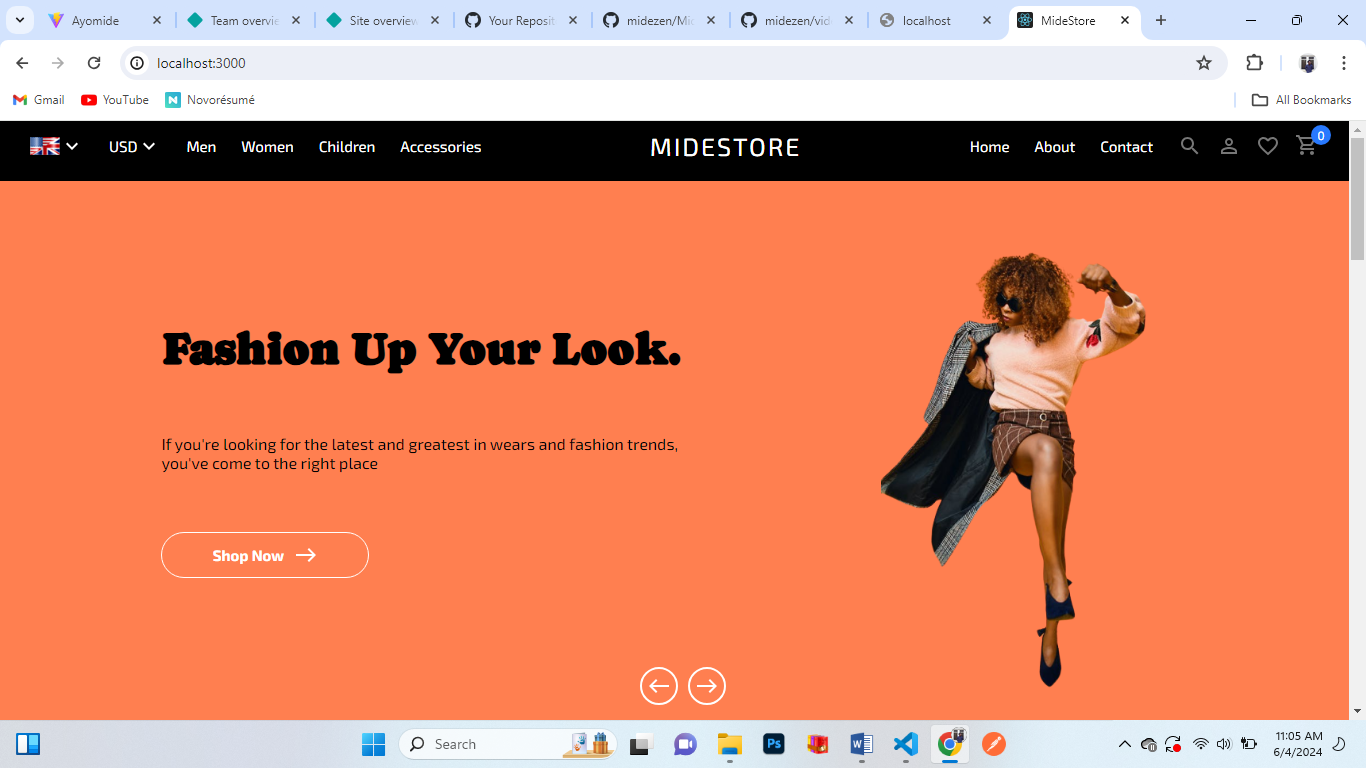 Ayomide
Team overvie
Site overview
Your Reposit
midezen/Mid
midezen/vid
localhost
MideStore
localhost:3000
Gmail
YouTube
Novorésumé
All Bookmarks
USD
Men
Women
Children
Accessories
MIDESTORE
Home
About
Contact
0
Fashion Up Your Look.
If you're looking for the latest and greatest in wears and fashion trends,
you've come to the right place
Shop Now
Search
Ps
11:05 AM
6/4/2024